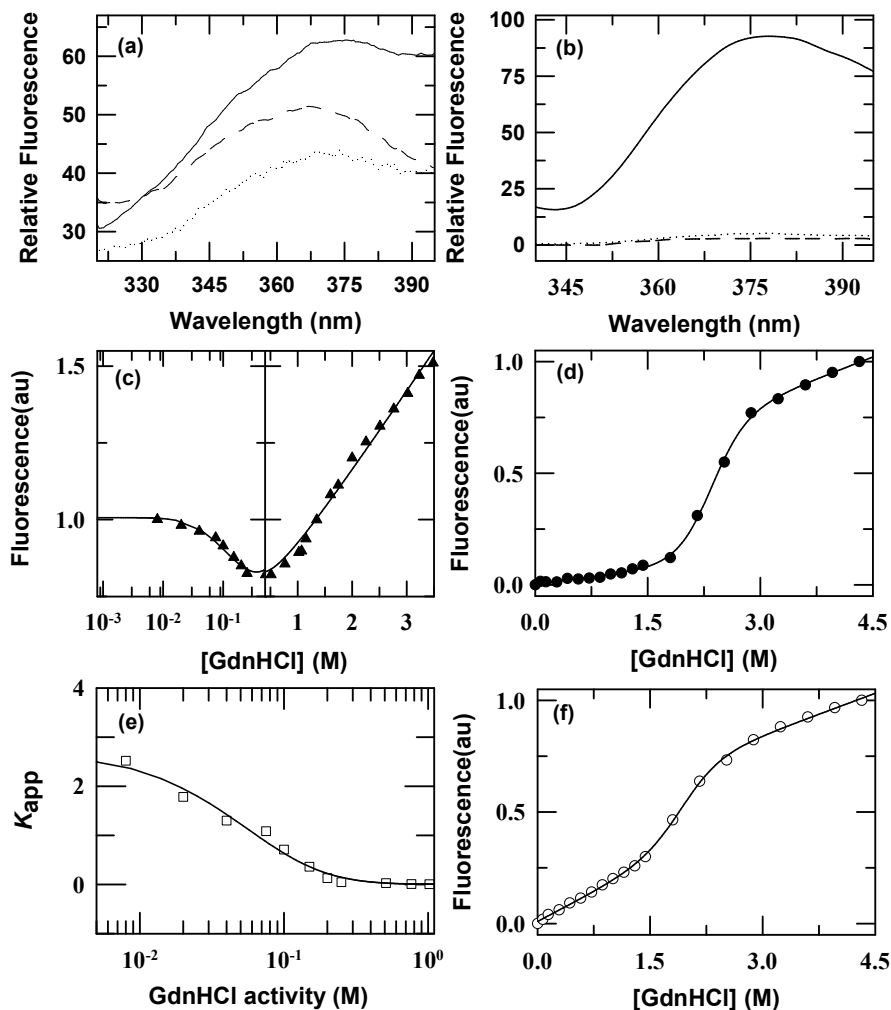 (a)
Relative Fluorescence
60
50
40
30
330 345 360 375 390
Wavelength (nm)
(b)
Relative Fluorescence
100
75
50
25
0
345 360 375 390
Wavelength (nm)
(c)
Fluorescence(au)
1.5
1.0
10-3 10-2 10-1 1 2 3
[GdnHCl] (M)
(d)
Fluorescence(au)
1.0
0.5
0.0
0.0 1.5 3.0 4.5
[GdnHCl] (M)
(e)
Kapp
4
2
0
10-2 10-1 100
GdnHCl activity (M)
(f)
Fluorescence(au)
1.0
0.5
0.0
0.0 1.5 3.0 4.5
[GdnHCl] (M)